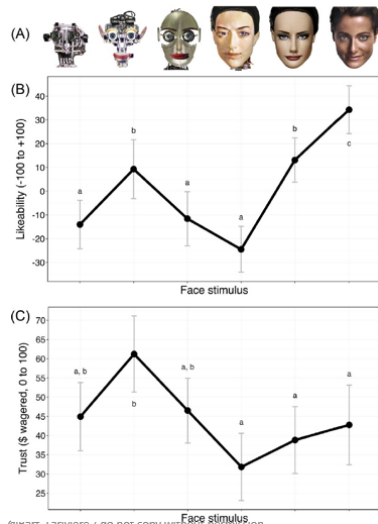 (A)
(B)
Likeability (-100 to +100)
40
30
20
10
0
-10
-20
-30
a
b
a
a
b
c
Face stimulus
(C)
Trust ($ wagered, 0 to 100)
70
65
60
55
50
45
40
35
30
25
a, b
b
a, b
a
a
a
Face stimulus